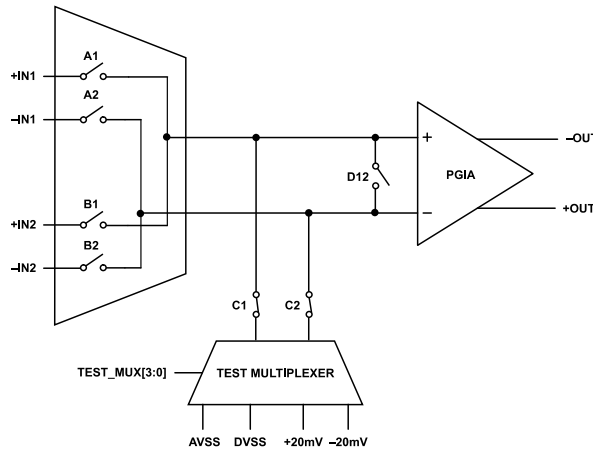 A1
+IN1
A2
–IN1
+
–OUT
D12
PGIA
B1
+IN2
–
+OUT
B2
–IN2
C1
C2
TEST_MUX[3:0]
TEST MULTIPLEXER
AVSS DVSS +20mV –20mV